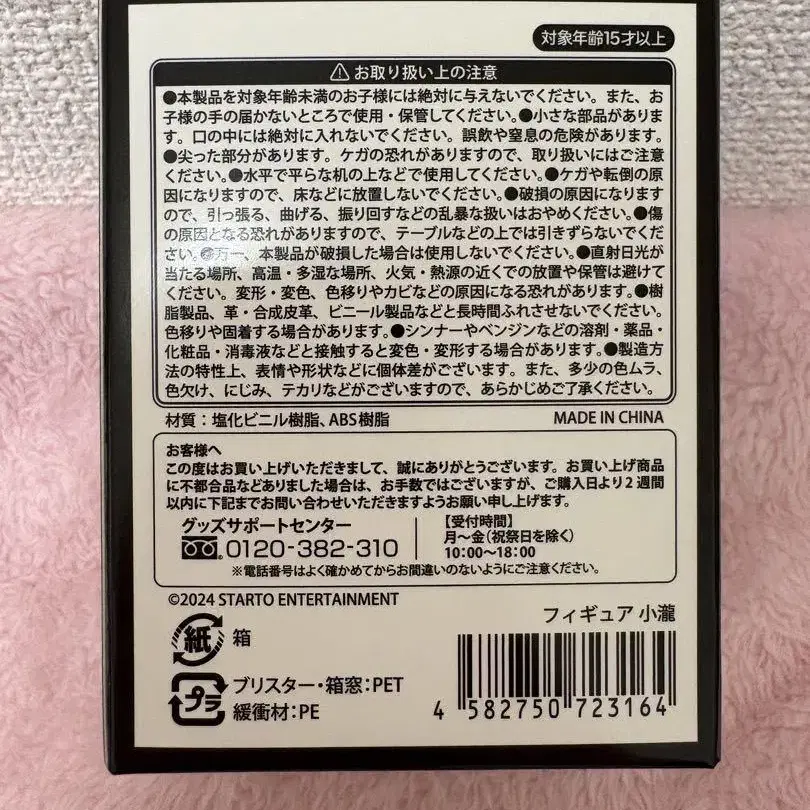 対象年齢15才以上
⚠お取り扱い上の注意
●本製品を対象年齢未満のお子様には絶対に与えないでください。また、お
子様の手の届かないところで使用・保管してください。●小さな部品がありま
す。口の中には絶対に入れないでください。誤飲や窒息の危険があります。
●尖った部分があります。ケガの恐れがありますので、取り扱いにはご注意
ください。●水平で平らな机の上などで使用してください。●ケガや転倒の原
因になりますので、床などに放置しないでください。●破損の原因になります
ので、引っ張る、曲げる、振り回すなどの乱暴な扱いはおやめください。●傷
の原因となる恐れがありますので、テーブルなどの上では引きずらないでくだ
さい。●万一、本製品が破損した場合は使用しないでください。●直射日光が
当たる場所、高温・多湿な場所、火気・熱源の近くでの放置や保管は避けて
ください。変形・変色、色移りやカビなどの原因になる恐れがあります。●樹
脂製品、革・合成皮革、ビニール製品などと長時間ふれさせないでください。
色移りや固着する場合があります。●シンナーやベンジンなどの溶剤・薬品・
化粧品・消毒液などと接触すると変色・変形する場合があります。●製造方
法の特性上、表情や形状などに個体差がございます。また、多少の色ムラ、
色欠け、にじみ、テカリなどがございますので、あらかじめご了承ください。
材質：塩化ビニル樹脂、ABS樹脂 MADE IN CHINA
お客様へ
この度はお買い上げいただきまして、誠にありがとうございます。お買い上げ商品
に不都合品などありました場合は、お手数ではございますが、ご購入日より2週間
以内に下記までお問い合わせいただきますようお願い申し上げます。
グッズサポートセンター
0120-382-310
【受付時間】
月〜金(祝祭日を除く)
10:00〜18:00
※電話番号はよく確かめてからお間違いのないようにご注意ください。
©2024 STARTO ENTERTAINMENT
フィギュア 小瀧
紙 箱
プラ ブリスター・箱窓:PET
緩衝材:PE
4 582750 723164